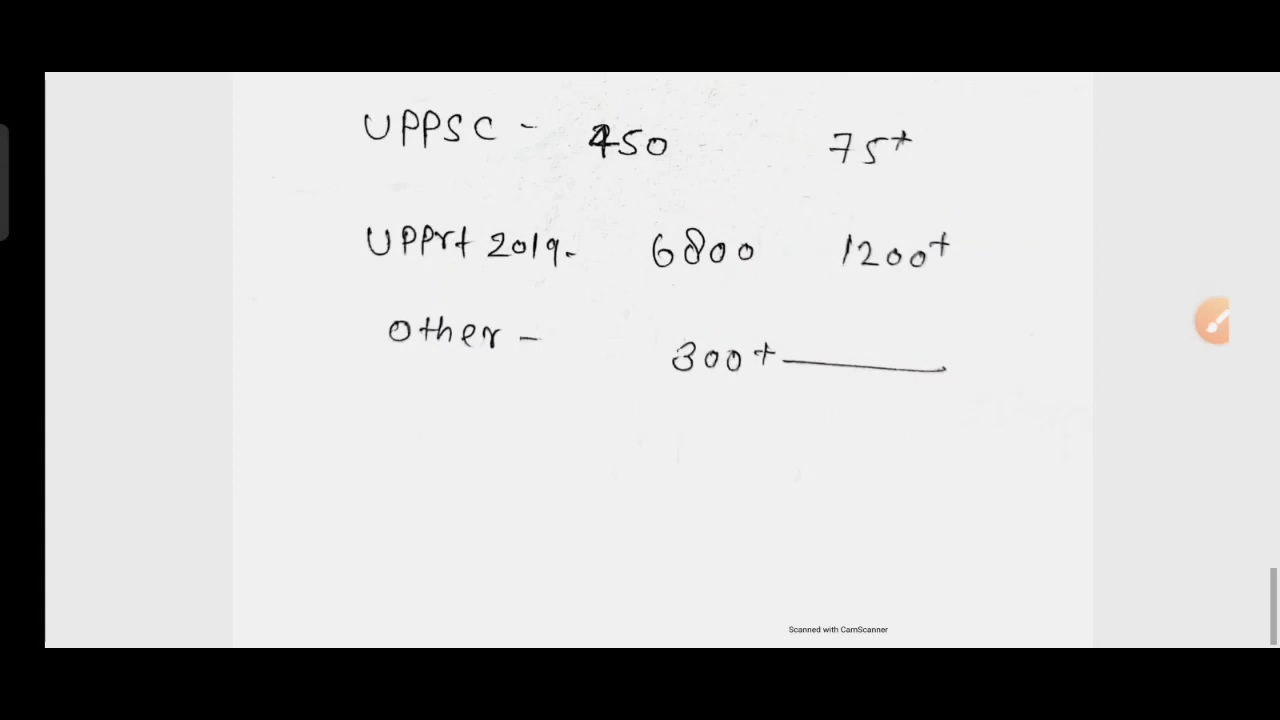 UPPSC - 450 75+
UPPrt 2019- 6800 1200+
other - 300+
Scanned with CamScanner